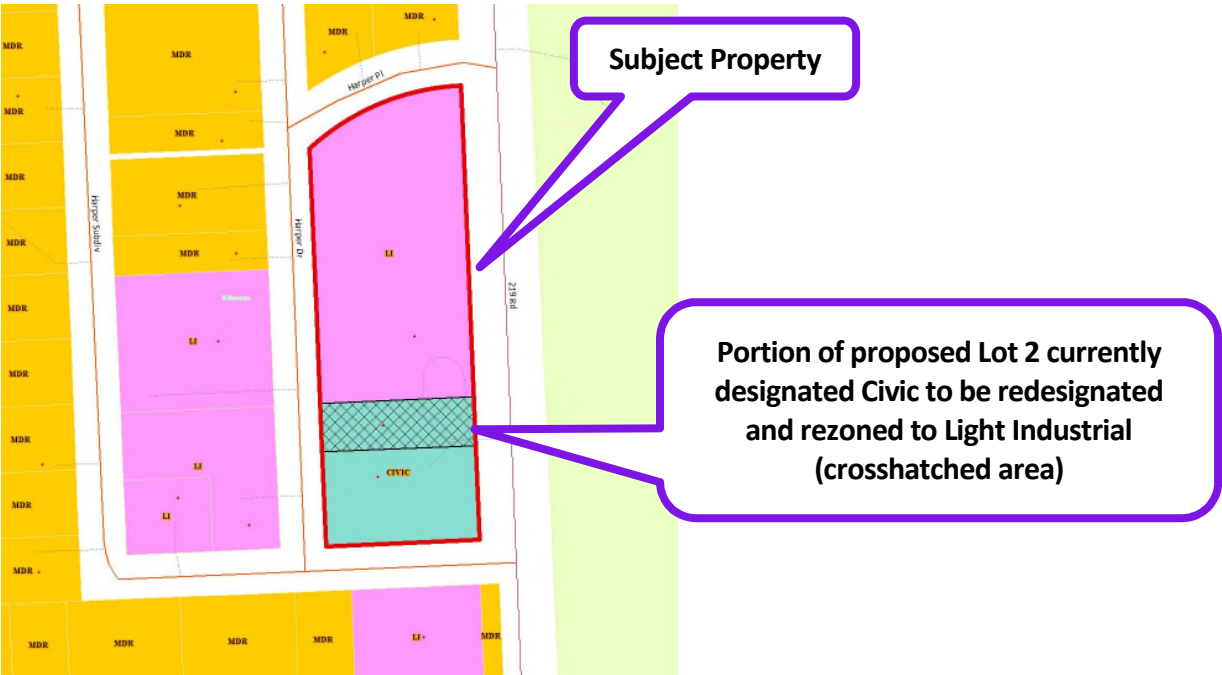 MDR
MDR
MDR
MDR
Subject Property
MDR
Harper Pl
MDR
MDR
MDR
MDR
MDR
Harper Subdiv
Harper Dr
MDR
MDR
LI
219 Rd
MDR
LI
Portion of proposed Lot 2 currently
designated Civic to be redesignated
and rezoned to Light Industrial
(crosshatched area)
MDR
MDR
LI
CIVIC
MDR
LI
MDR
MDR
MDR
MDR
MDR
LI
MDR